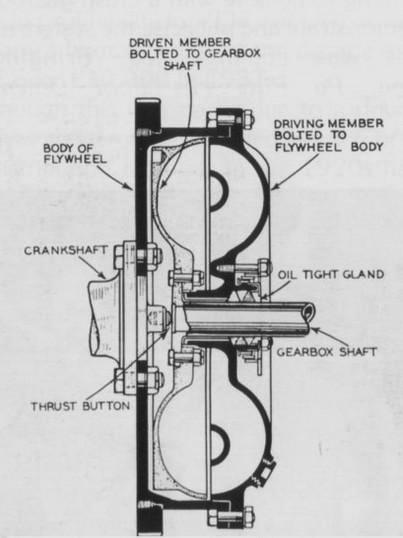 DRIVEN MEMBER
BOLTED TO GEARBOX
SHAFT
DRIVING MEMBER
BOLTED TO
FLYWHEEL BODY
BODY OF
FLYWHEEL
CRANKSHAFT
OIL TIGHT GLAND
GEARBOX SHAFT
THRUST BUTTON